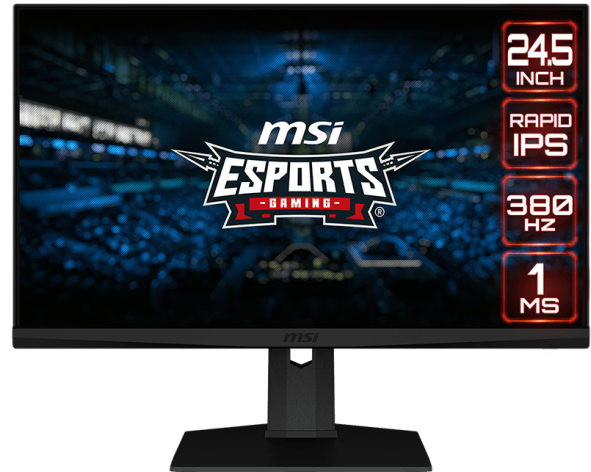 msi
ESPORTS
-GAMING-
®
24.5
INCH
RAPID
IPS
380
HZ
1
MS
msi